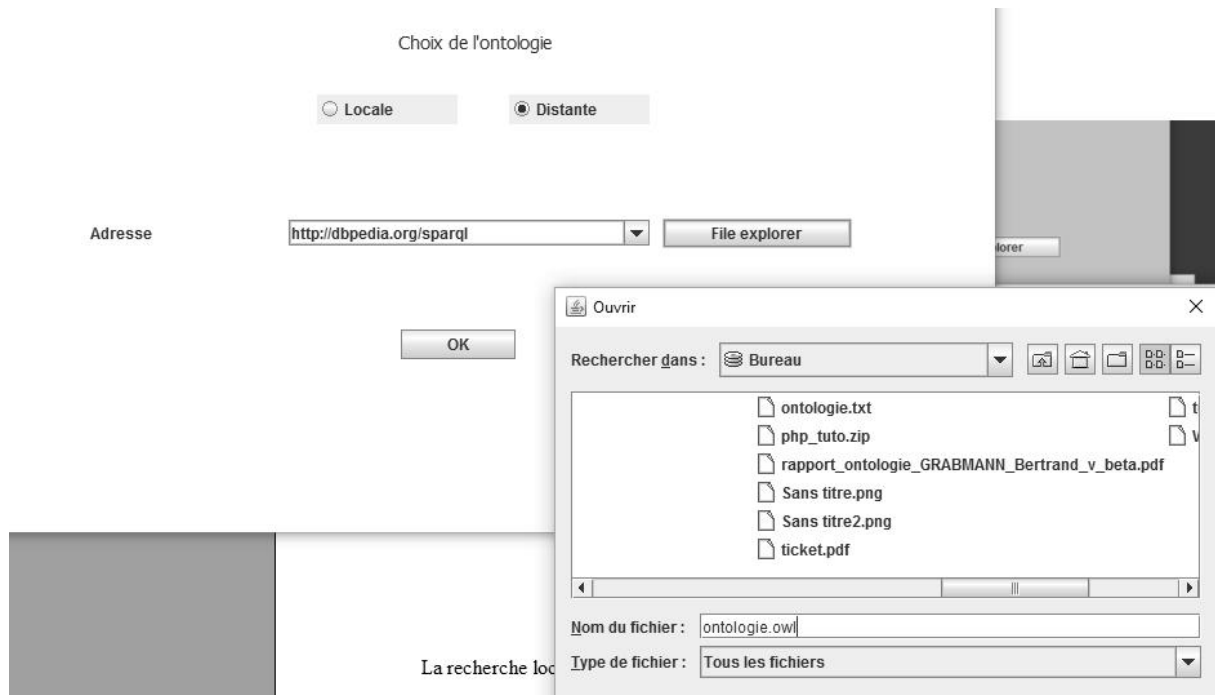 Choix de l'ontologie
Locale
Distante
Adresse
http://dbpedia.org/sparql
File explorer
lorer
OK
Ouvrir
Rechercher dans :
Bureau
ontologie.txt
php_tuto.zip
rapport_ontologie_GRABMANN_Bertrand_v_beta.pdf
Sans titre.png
Sans titre2.png
ticket.pdf
Nom du fichier :
ontologie.owl
Type de fichier :
Tous les fichiers
La recherche loc